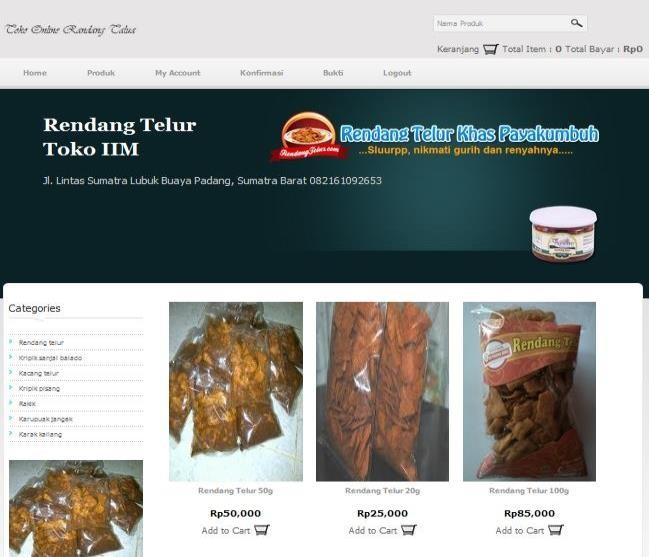 Toko Online Randang Talua
Nama Produk
Keranjang Total Item : 0 Total Bayar : Rp0
Home Produk My Account Konfirmasi Bukti Logout
Rendang Telur
Toko IIM
Jl. Lintas Sumatra Lubuk Buaya Padang, Sumatra Barat 082161092653
RendangTelur.com
Rendang Telur Khas Payakumbuh
...Sluurpp, nikmati gurih dan renyahnya.....
Categories
Rendang telur
Kripik sanjai balado
Kacang telur
Kripik pisang
Rakik
Karupuak jangek
Karak kaliang
Rendang Te
Rendang Telur 50g
Rp50,000
Add to Cart
Rendang Telur 20g
Rp25,000
Add to Cart
Rendang Telur 100g
Rp85,000
Add to Cart